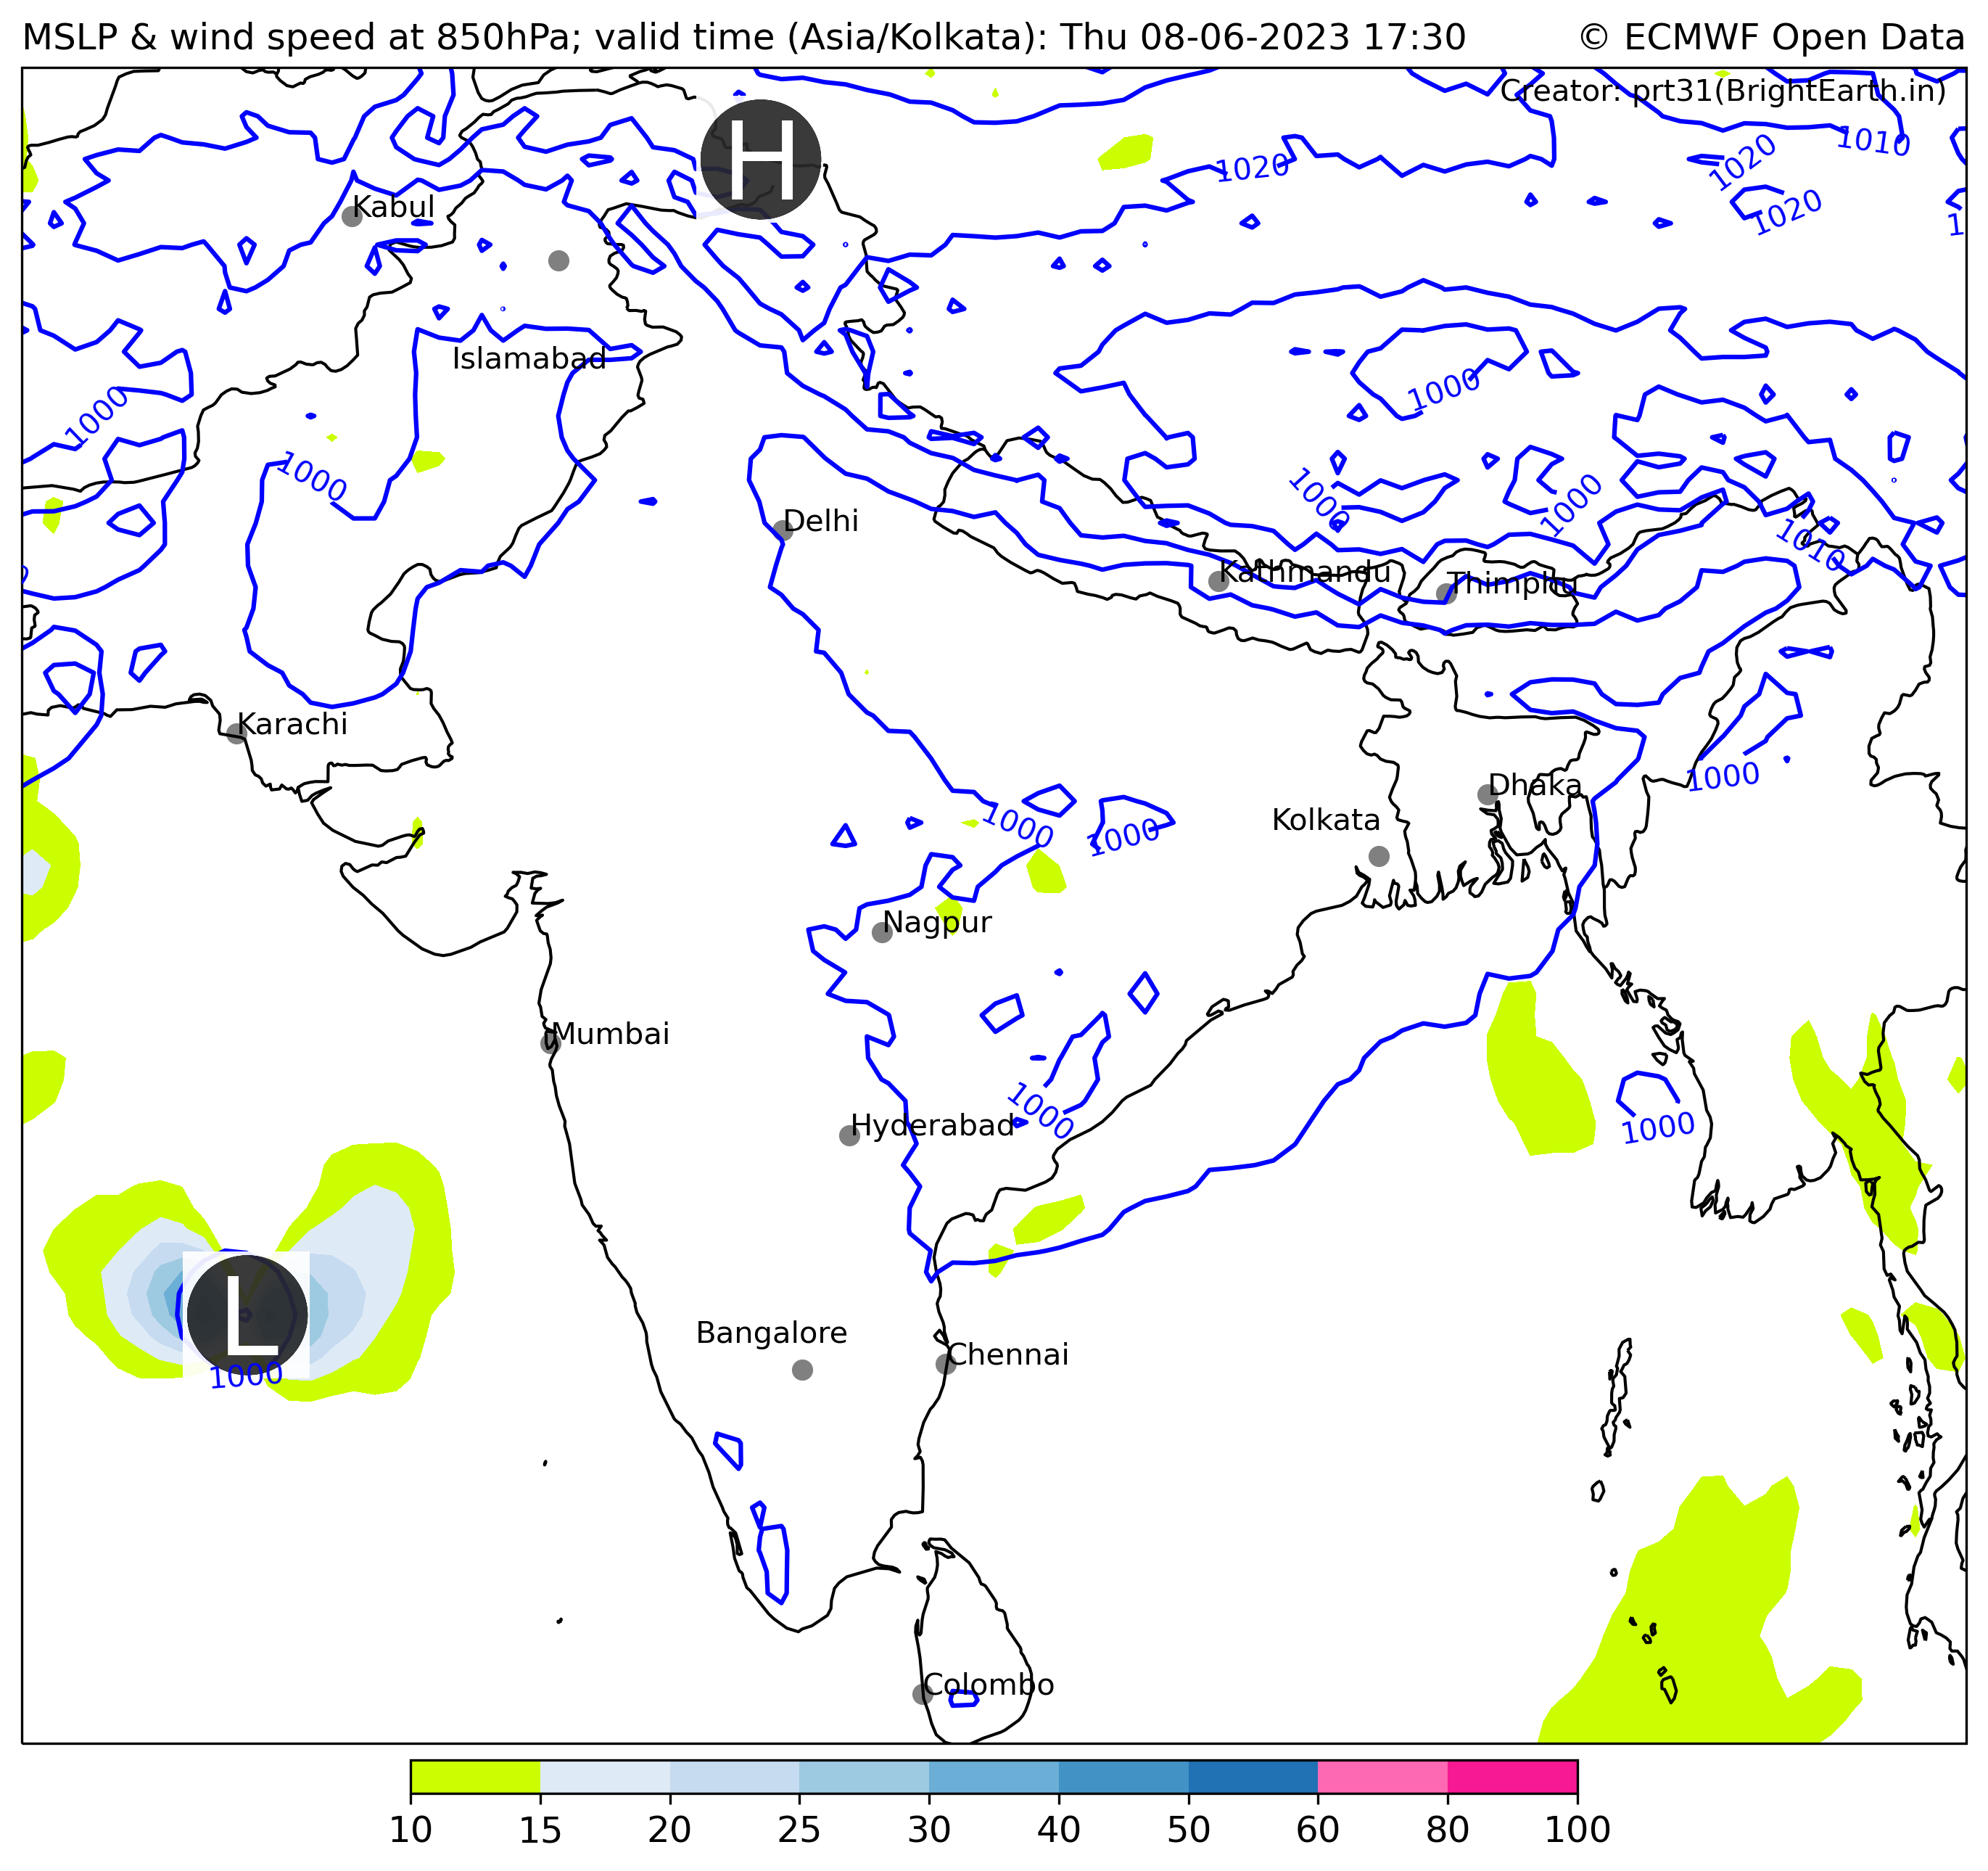 MSLP & wind speed at 850hPa; valid time (Asia/Kolkata): Thu 08-06-2023 17:30 © ECMWF Open Data
Creator: prt31(BrightEarth.in)
H
1010
1020
1020
1020
1
Kabul
Islamabad
1000
1000
1000
1000
1000
Delhi
1000
1010
Kathmandu
Thimphu
Karachi
1000
Dhaka
Kolkata
1000
1000
Nagpur
Mumbai
1000
Hyderabad
1000
L
1000
Bangalore
Chennai
Colombo
10 15 20 25 30 40 50 60 80 100